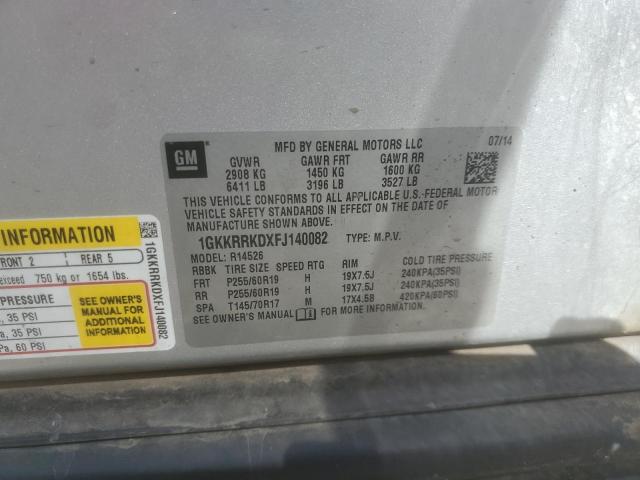 GM
MFD BY GENERAL MOTORS LLC 07/14
GVWR GAWR FRT GAWR RR
2908 KG 1450 KG 1600 KG
6411 LB 3196 LB 3527 LB
THIS VEHICLE CONFORMS TO ALL APPLICABLE U.S. FEDERAL MOTOR
VEHICLE SAFETY STANDARDS IN EFFECT ON THE DATE OF
MANUFACTURE SHOWN ABOVE.
1GKKRRKDXFJ140082 TYPE: M.P.V.
MODEL: R14526
RBBK TIRE SIZE SPEED RTG RIM COLD TIRE PRESSURE
FRT P255/60R19 H 19X7.5J 240KPA(35PSI)
RR P255/60R19 H 19X7.5J 240KPA(35PSI)
SPA T145/70R17 M 17X4.5B 420KPA(60PSI)
SEE OWNER'S MANUAL FOR MORE INFORMATION.
INFORMATION
FRONT 2 REAR 5
exceed 750 kg or 1654 lbs.
PRESSURE
, 35 PSI
a, 35 PSI
Pa, 60 PSI
SEE OWNER'S
MANUAL FOR
ADDITIONAL
INFORMATION
1GKKRRKDXFJ140082